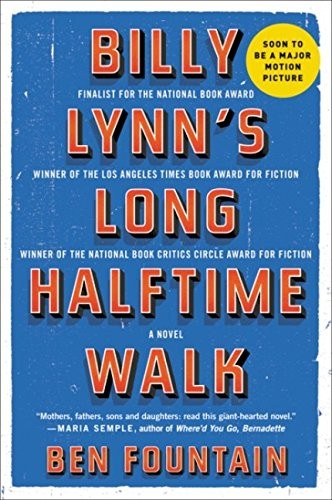 BILLY
SOON TO
BE A MAJOR
MOTION
PICTURE
FINALIST FOR THE NATIONAL BOOK AWARD
LYNN'S
WINNER OF THE LOS ANGELES TIMES BOOK AWARD FOR FICTION
LONG
WINNER OF THE NATIONAL BOOK CRITICS CIRCLE AWARD FOR FICTION
HALFTIME
A NOVEL
WALK
"Mothers, fathers, sons and daughters: read this giant-hearted novel."
—MARIA SEMPLE, author of Where'd You Go, Bernadette
BEN FOUNTAIN